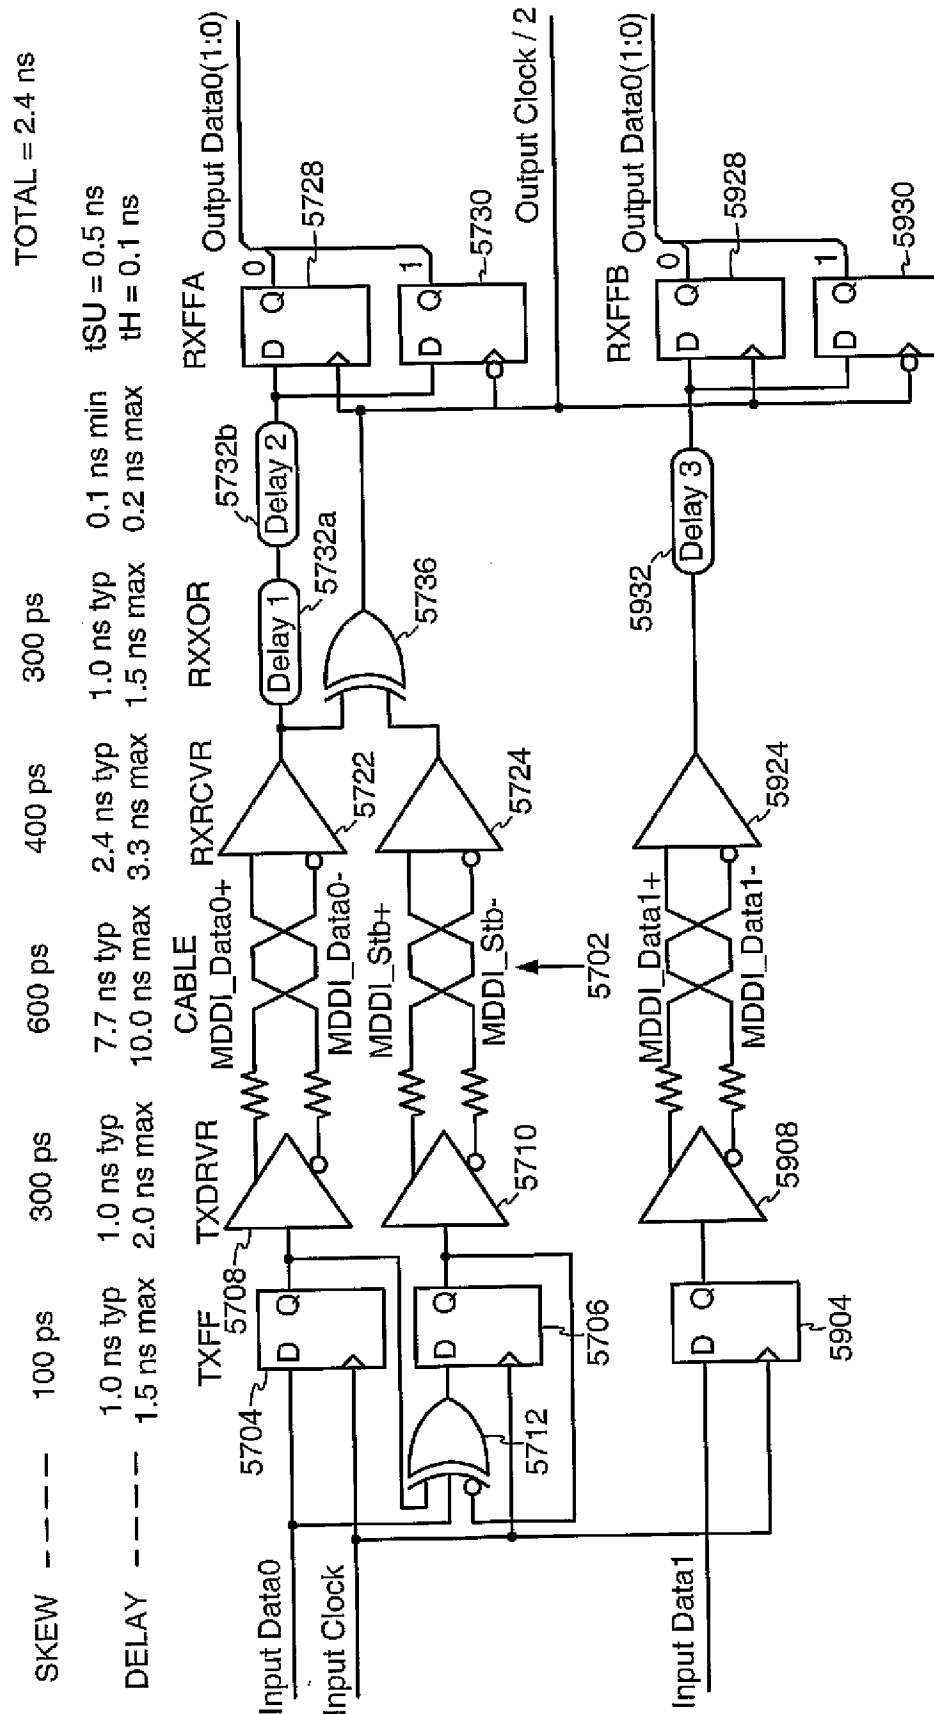 SKEW ---- 100 ps 300 ps 600 ps 400 ps 300 ps TOTAL = 2.4 ns
DELAY ---- 1.0 ns typ 1.0 ns typ 7.7 ns typ 2.4 ns typ 1.0 ns typ 0.1 ns min tSU = 0.5 ns
1.5 ns max 2.0 ns max 10.0 ns max 3.3 ns max 1.5 ns max 0.2 ns max tH = 0.1 ns
TXFF TXDRVR CABLE RXRCVR RXXOR RXFFA
Output Data0(1:0)
MDDI_Data0+
5704
5708
D Q
Delay 1
Delay 2
5732b
D Q
0
5728
Input Data0
MDDI_Data0-
5722
5732a
Input Clock
MDDI_Stb+
D Q
1
5730
D Q
5736
5712
5706
5710
MDDI_Stb-
5724
5702
Output Clock / 2
RXFFB
Output Data0(1:0)
MDDI_Data1+
5932
D Q
0
5928
Input Data1
D Q
Delay 3
MDDI_Data1-
5924
5904
5908
D Q
1
5930